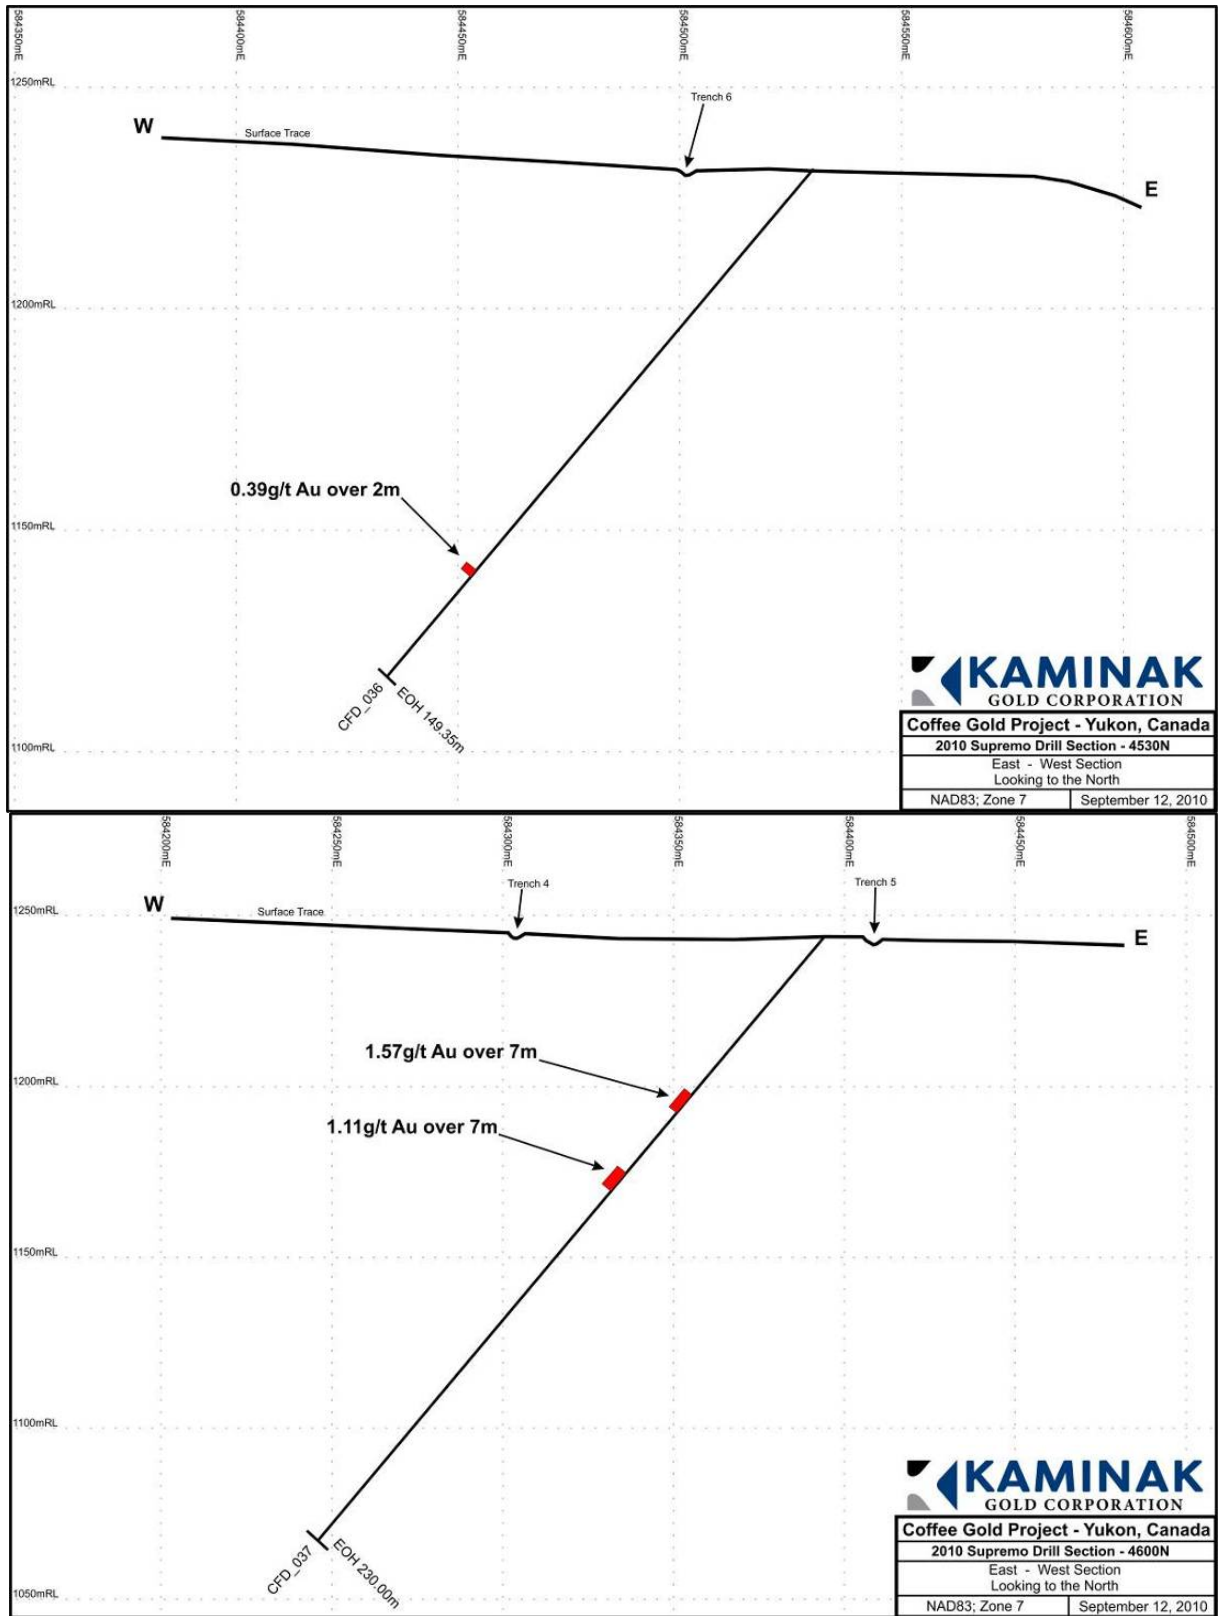 584350mE
584400mE
584450mE
584500mE
584550mE
584600mE
1250mRL
Trench 6
W
Surface Trace
E
1200mRL
0.39g/t Au over 2m
1150mRL
CFD_036
EOH 149.35m
1100mRL
KAMINAK
GOLD CORPORATION
Coffee Gold Project - Yukon, Canada
2010 Supremo Drill Section - 4530N
East - West Section
Looking to the North
NAD83; Zone 7
September 12, 2010
584200mE
584250mE
584300mE
584350mE
584400mE
584450mE
584500mE
1250mRL
Trench 4
Trench 5
W
Surface Trace
E
1.57g/t Au over 7m
1200mRL
1.11g/t Au over 7m
1150mRL
1100mRL
CFD_037
EOH 230.00m
1050mRL
KAMINAK
GOLD CORPORATION
Coffee Gold Project - Yukon, Canada
2010 Supremo Drill Section - 4600N
East - West Section
Looking to the North
NAD83; Zone 7
September 12, 2010